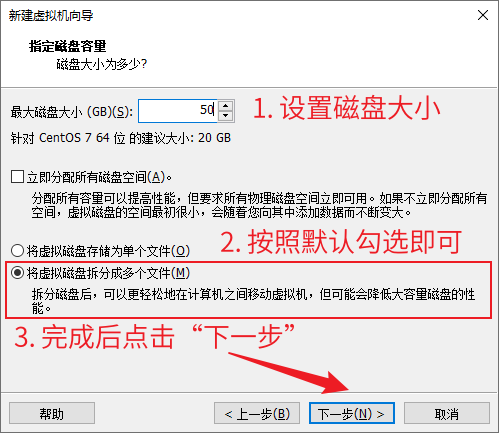 新建虚拟机向导
指定磁盘容量
磁盘大小为多少?
最大磁盘大小 (GB)(S): 50
1. 设置磁盘大小
针对 CentOS 7 64 位 的建议大小: 20 GB
立即分配所有磁盘空间(A)。
分配所有容量可以提高性能，但要求所有物理磁盘空间立即可用。如果不立即分配所有
空间，虚拟磁盘的空间最初很小，会随着您向其中添加数据而不断变大。
2. 按照默认勾选即可
将虚拟磁盘存储为单个文件(O)
将虚拟磁盘拆分成多个文件(M)
拆分磁盘后，可以更轻松地在计算机之间移动虚拟机，但可能会降低大容量磁盘的性
能。
3. 完成后点击“下一步”
帮助
< 上一步(B)
下一步(N) >
取消